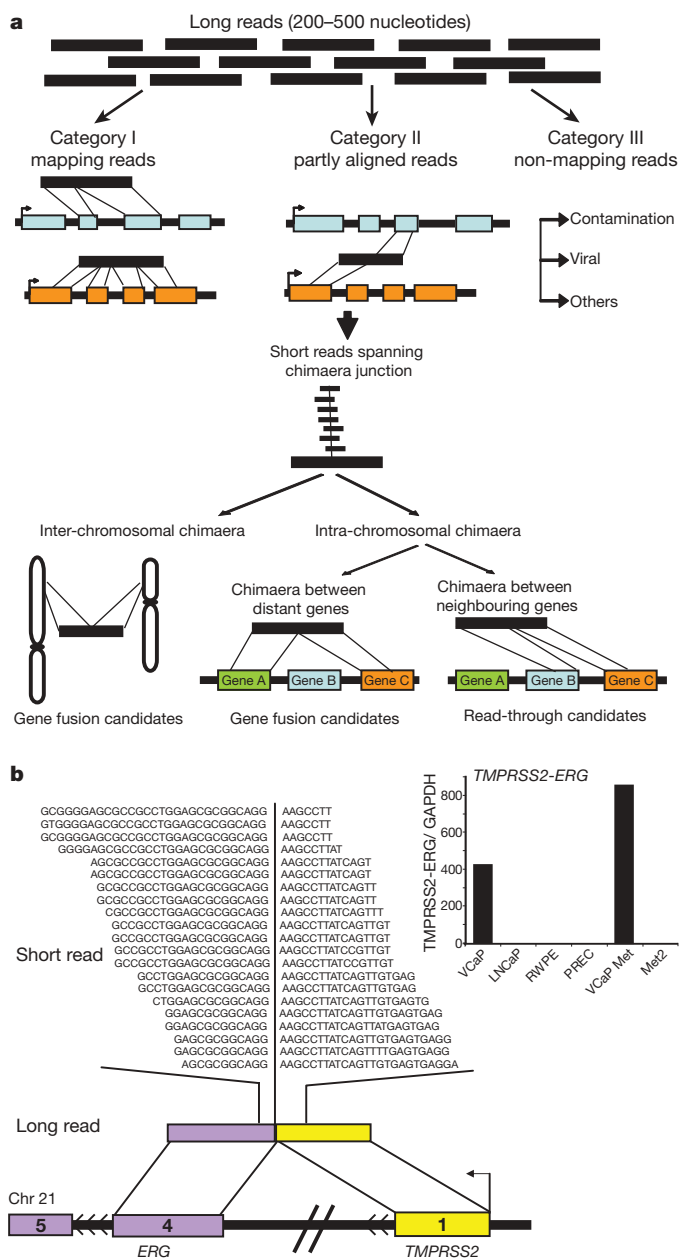 a
Long reads (200–500 nucleotides)
Category I
mapping reads
Category II
partly aligned reads
Category III
non-mapping reads
Contamination
Viral
Others
Short reads spanning
chimaera junction
Inter-chromosomal chimaera
Intra-chromosomal chimaera
Chimaera between
distant genes
Chimaera between
neighbouring genes
Gene A
Gene B
Gene C
Gene A
Gene B
Gene C
Gene fusion candidates
Gene fusion candidates
Read-through candidates
b
GCGGGGAGCGCCGCCTGGAGCGCGGCAGG AAGCCTT
GTGGGGAGCGCCGCCTGGAGCGCGGCAGG AAGCCTT
GCGGGGAGCGCCGCCTGGAGCGCGGCAGG AAGCCTT
GGGGAGCGCCGCCTGGAGCGCGGCAGG AAGCCTTAT
AGCGCCGCCTGGAGCGCGGCAGG AAGCCTTATCAGT
AGCGCCGCCTGGAGCGCGGCAGG AAGCCTTATCAGT
GCGCCGCCTGGAGCGCGGCAGG AAGCCTTATCAGTT
GCGCCGCCTGGAGCGCGGCAGG AAGCCTTATCAGTT
CGCCGCCTGGAGCGCGGCAGG AAGCCTTATCAGTTT
GCCGCCTGGAGCGCGGCAGG AAGCCTTATCAGTTGT
GCCGCCTGGAGCGCGGCAGG AAGCCTTATCAGTTGT
GCCGCCTGGAGCGCGGCAGG AAGCCTTATCCGTTGT
GCCGCCTGGAGCGCGGCAGG AAGCCTTATCCGTTGT
GCCTGGAGCGCGGCAGG AAGCCTTATCAGTTGTGAG
GCCTGGAGCGCGGCAGG AAGCCTTATCAGTTGTGAG
CTGGAGCGCGGCAGG AAGCCTTATCAGTTGTGAGTG
GGAGCGCGGCAGG AAGCCTTATCAGTTGTGAGTGAG
GGAGCGCGGCAGG AAGCCTTATCAGTTATGAGTGAG
GAGCGCGGCAGG AAGCCTTATCAGTTGTGAGTGAGG
GAGCGCGGCAGG AAGCCTTATCAGTTTTGAGTGAGG
AGCGCGGCAGG AAGCCTTATCAGTTGTGAGTGAGGA
Short read
TMPRSS2-ERG
TMPRSS2-ERG/ GAPDH
800
600
400
200
0
VCaP
LNCaP
RWPE
PREC
VCaP Met
Met2
Long read
Chr 21
5
4
1
ERG
TMPRSS2